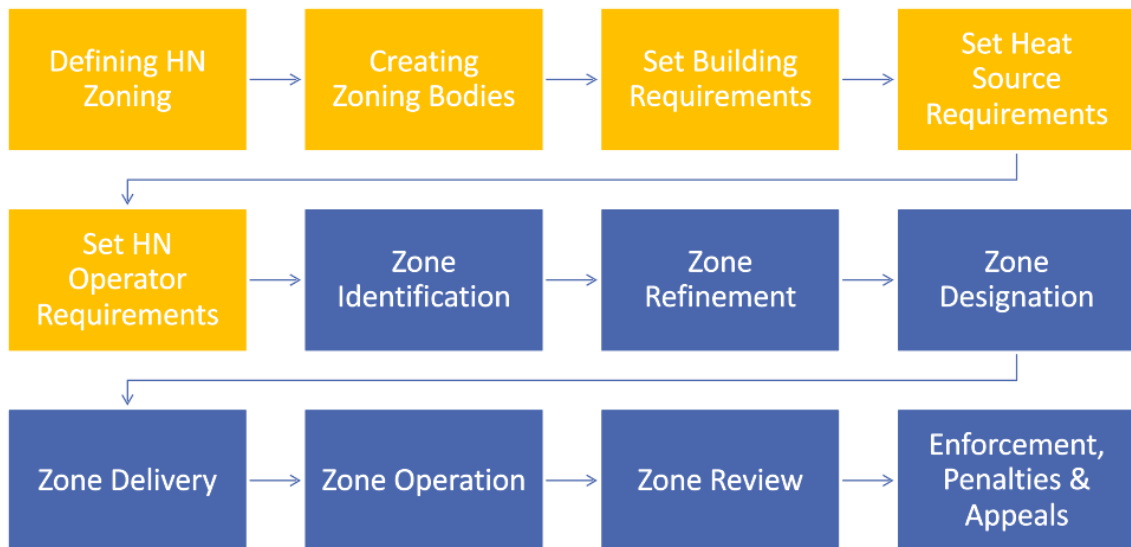 Defining HN
Zoning
Creating
Zoning Bodies
Set Building
Requirements
Set Heat
Source
Requirements
Set HN
Operator
Requirements
Zone
Identification
Zone
Refinement
Zone
Designation
Zone Delivery
Zone Operation
Zone Review
Enforcement,
Penalties &
Appeals